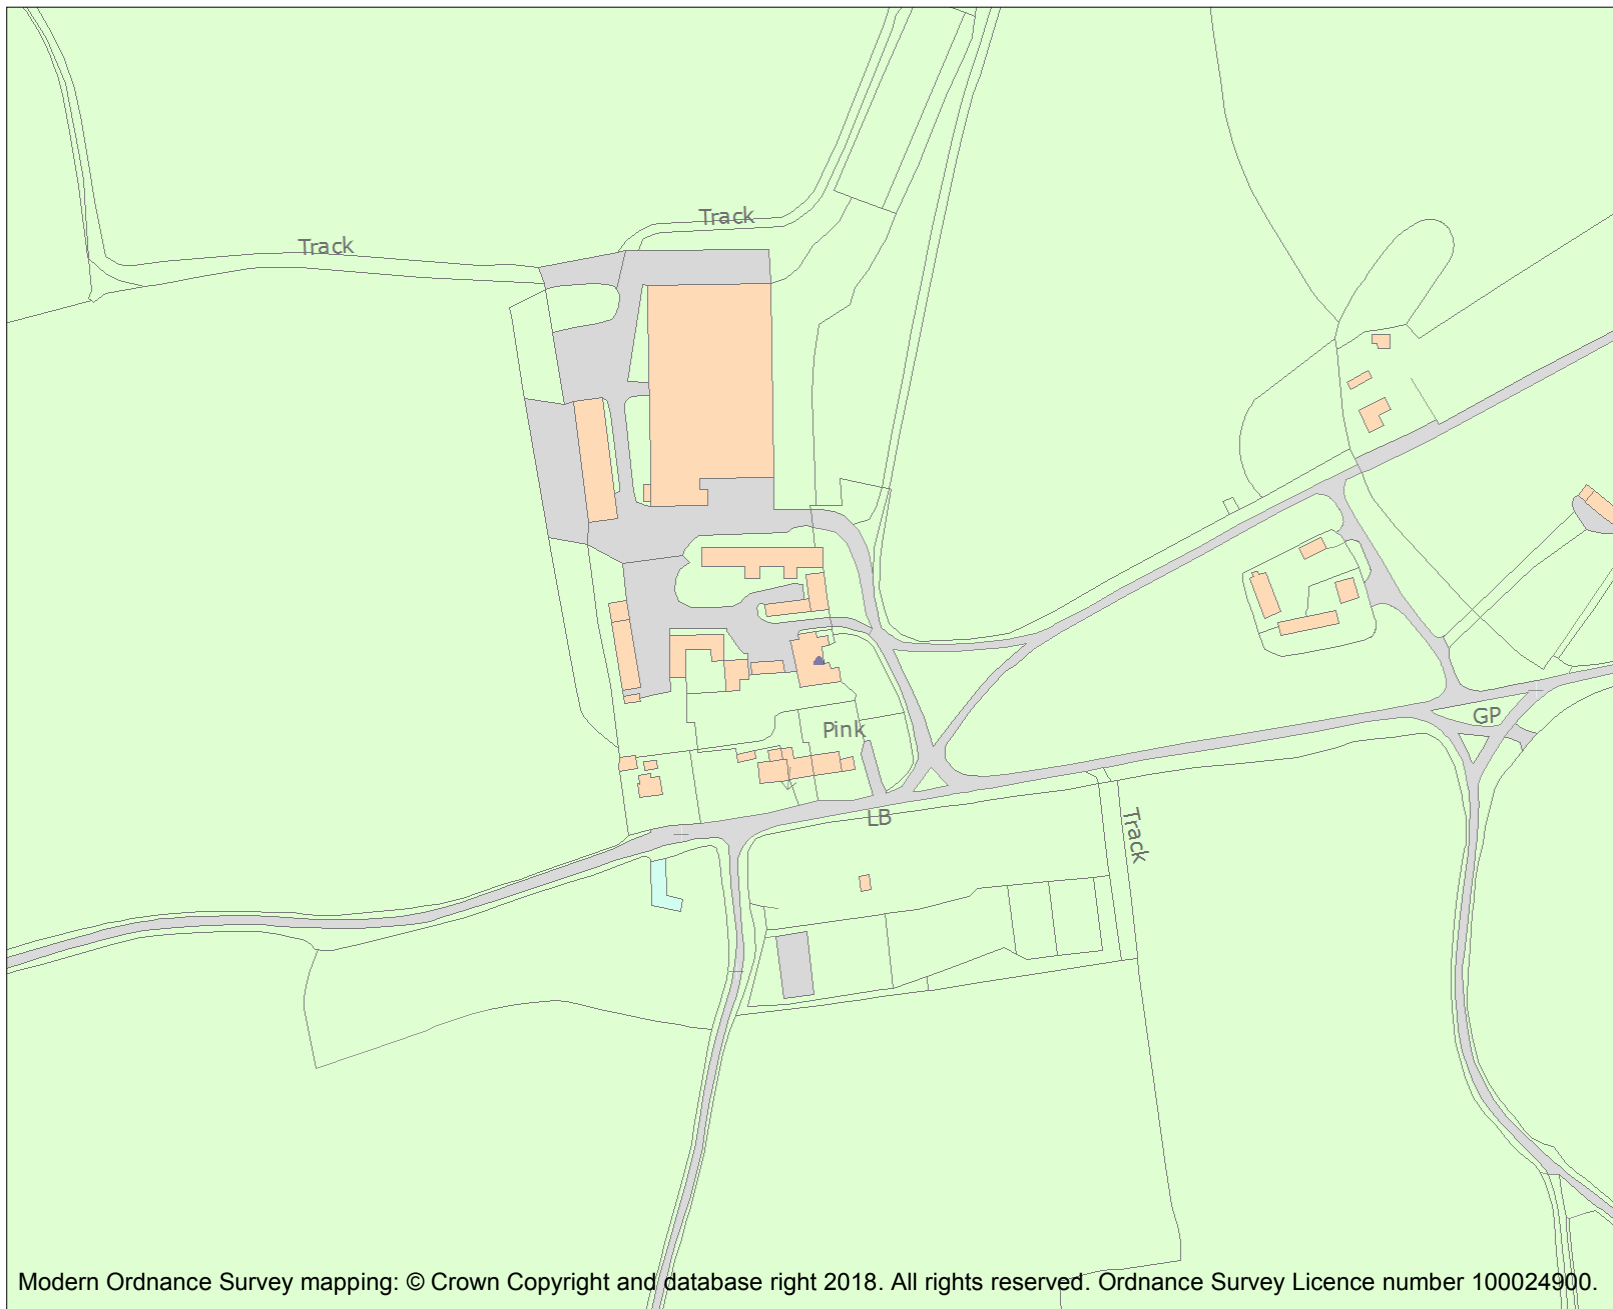 Track
Track
Pink
GP
LB
Track
Modern Ordnance Survey mapping: © Crown Copyright and database right 2018. All rights reserved. Ordnance Survey Licence number 100024900.